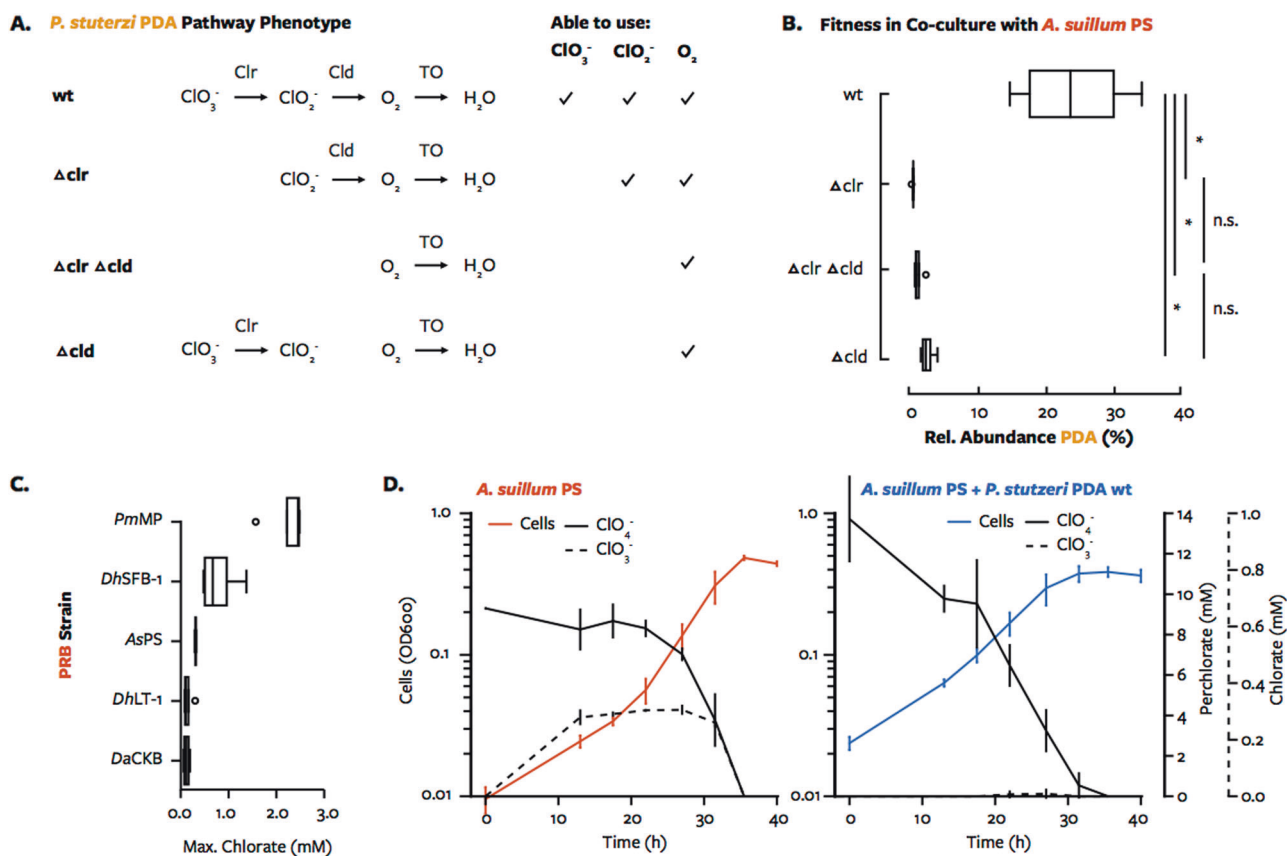 A. P. stuterzi PDA Pathway Phenotype
Able to use:
ClO₃⁻ ClO₂⁻ O₂
Clr Cld TO
wt ClO₃⁻ ClO₂⁻ O₂ H₂O ✓ ✓ ✓
Cld TO
Δclr ClO₂⁻ O₂ H₂O ✓ ✓
TO
Δclr Δcld O₂ H₂O ✓
Clr TO
Δcld ClO₃⁻ ClO₂⁻ O₂ H₂O ✓
B. Fitness in Co-culture with A. suillum PS
wt
Δclr
Δclr Δcld
Δcld
*
*
*
n.s.
n.s.
0 10 20 30 40
Rel. Abundance PDA (%)
C.
PRB Strain
PmMP
DhSFB-1
AsPS
DhLT-1
DaCKB
0.0 1.0 2.0 3.0
Max. Chlorate (mM)
D. A. suillum PS
Cells ClO₄⁻
ClO₃⁻
Cells (OD600)
1.0
0.1
0.01
0 10 20 30 40
Time (h)
A. suillum PS + P. stutzeri PDA wt
Cells ClO₄⁻
ClO₃⁻
1.0
0.1
0.01
0 10 20 30 40
Time (h)
14
12
10
8
6
4
2
0
Perchlorate (mM)
1.0
0.8
0.6
0.4
0.2
0.0
Chlorate (mM)